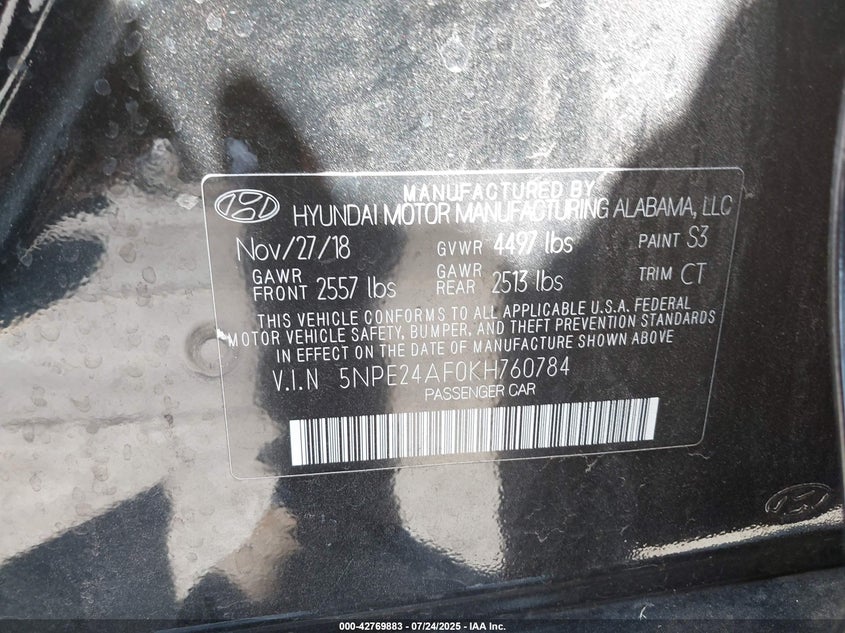 MANUFACTURED BY
HYUNDAI MOTOR MANUFACTURING ALABAMA, LLC
Nov/27/18 GVWR 4497 lbs PAINT S3
GAWR FRONT 2557 lbs GAWR REAR 2513 lbs TRIM CT
THIS VEHICLE CONFORMS TO ALL APPLICABLE U.S.A. FEDERAL
MOTOR VEHICLE SAFETY, BUMPER, AND THEFT PREVENTION STANDARDS
IN EFFECT ON THE DATE OF MANUFACTURE SHOWN ABOVE
V.I.N 5NPE24AF0KH760784
PASSENGER CAR
000-42769883 - 07/24/2025 - IAA Inc.